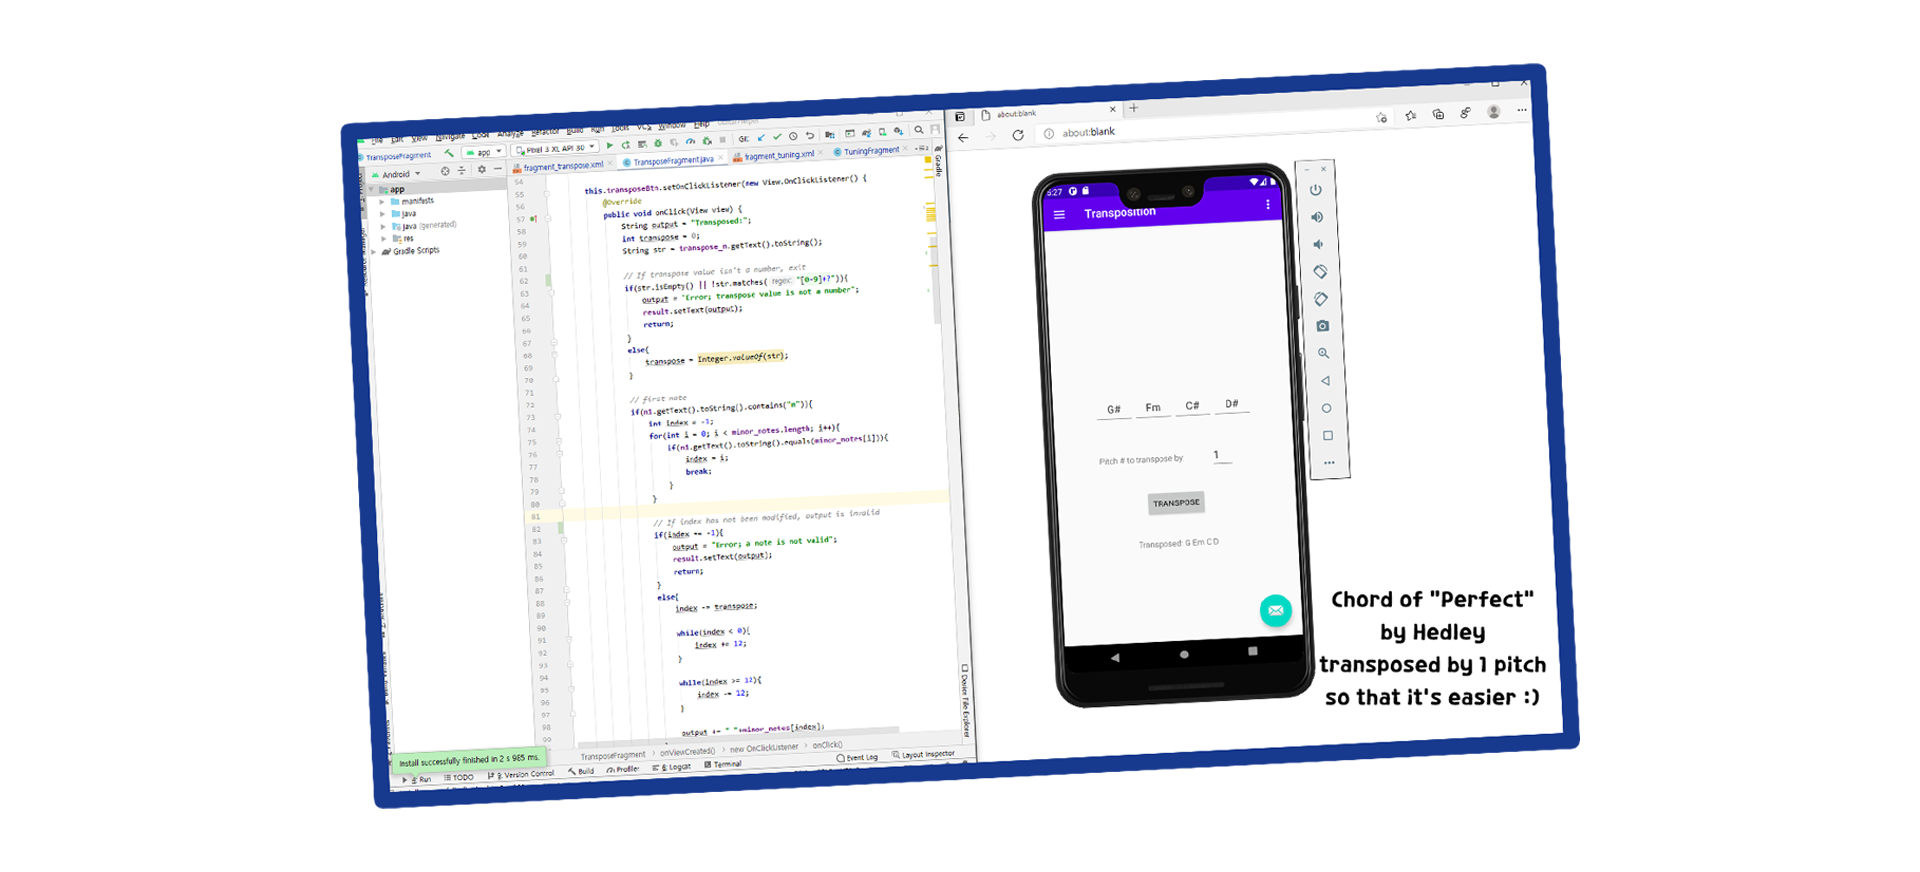 File Edit View Navigate Code Analyze Refactor Build Run Tools VCS Window Help
TransposeFragment
app
Pixel 3 XL API 30
Git:
fragment_transpose.xml
TransposeFragment.java
fragment_tuning.xml
TuningFragment
Android
app
manifests
java
java (generated)
res
Gradle Scripts
Gradle
54
55
56
57
58
59
60
61
62
63
64
65
66
67
68
69
70
71
72
73
74
75
76
77
78
79
80
81
82
83
84
85
86
87
88
89
90
91
92
93
94
95
96
97
98
99
this.transposeBtn.setOnClickListener(new View.OnClickListener() {
@Override
public void onClick(View view) {
String output = "Transposed:";
int transpose = 0;
String str = transpose_n.getText().toString();
// If transpose value isn't a number, exit
if(str.isEmpty() || !str.matches( regex: "[0-9]+?")){
output = "Error; transpose value is not a number";
result.setText(output);
return;
}
else{
transpose = Integer.valueOf(str);
}
// first note
if(n1.getText().toString().contains("m")){
int index = -1;
for(int i = 0; i < minor_notes.length; i++){
if(n1.getText().toString().equals(minor_notes[i])){
index = i;
break;
}
}
// If index has not been modified, output is invalid
if(index == -1){
output = "Error; a note is not valid";
result.setText(output);
return;
}
else{
index -= transpose;
while(index < 0){
index += 12;
}
while(index >= 12){
index -= 12;
}
output += " "+minor_notes[index];
TransposeFragment > onViewCreated() > new OnClickListener > onClick()
Install successfully finished in 2 s 985 ms.
Device File Explorer
4: Run
TODO
9: Version Control
Build
Profiler
6: Logcat
Terminal
Event Log
Layout Inspector
about:blank
about:blank
5:27
Transposition
G# Fm C# D#
Pitch # to transpose by: 1
TRANSPOSE
Transposed: G Em C D
Chord of "Perfect"
by Hedley
transposed by 1 pitch
so that it's easier :)